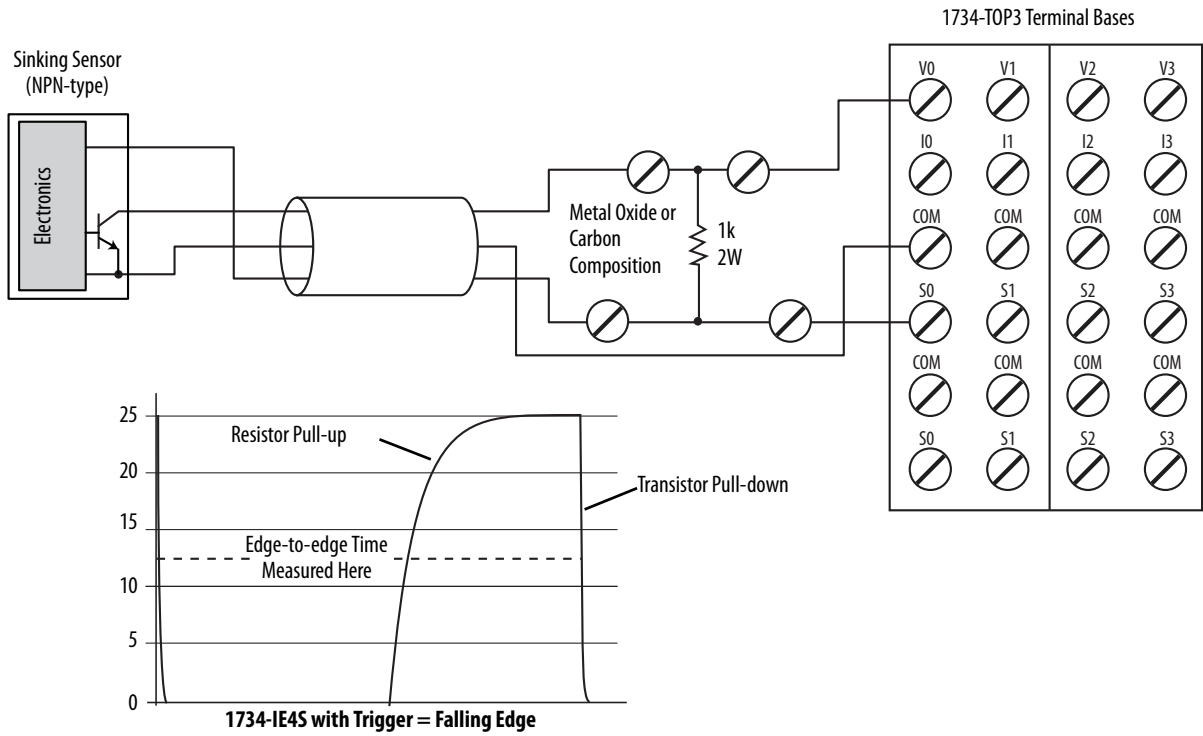 1734-TOP3 Terminal Bases
Sinking Sensor
(NPN-type)
Electronics
Metal Oxide or
Carbon
Composition
1k
2W
V0 V1 V2 V3
I0 I1 I2 I3
COM COM COM COM
S0 S1 S2 S3
COM COM COM COM
S0 S1 S2 S3
25
20
15
10
5
0
Resistor Pull-up
Transistor Pull-down
Edge-to-edge Time
Measured Here
1734-IE4S with Trigger = Falling Edge